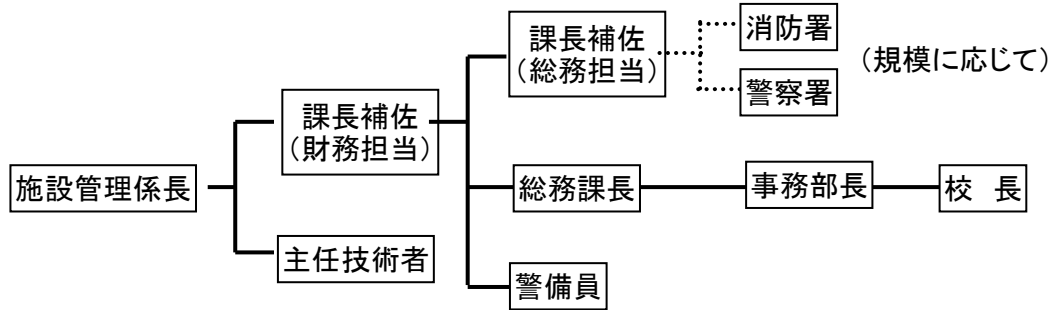 課長補佐
(総務担当)
消防署
警察署
(規模に応じて)
課長補佐
(財務担当)
施設管理係長
主任技術者
総務課長
事務部長
校 長
警備員